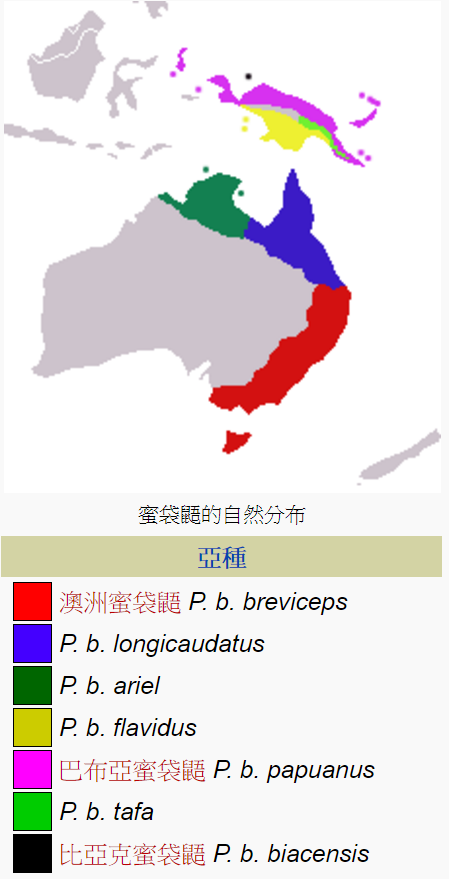 蜜袋鼯的自然分布
亞種
澳洲蜜袋鼯 P. b. breviceps
P. b. longicaudatus
P. b. ariel
P. b. flavidus
巴布亞蜜袋鼯 P. b. papuanus
P. b. tafa
比亞克蜜袋鼯 P. b. biacensis